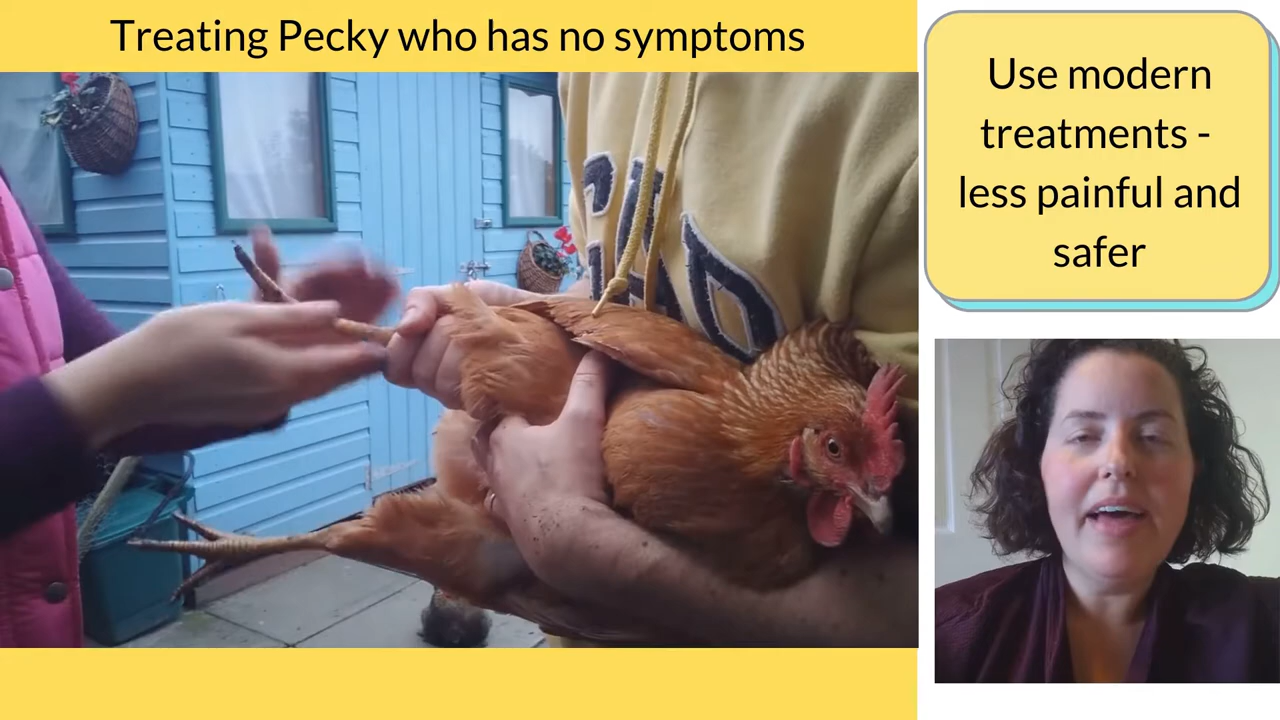 Treating Pecky who has no symptoms
Use modern
treatments -
less painful and
safer